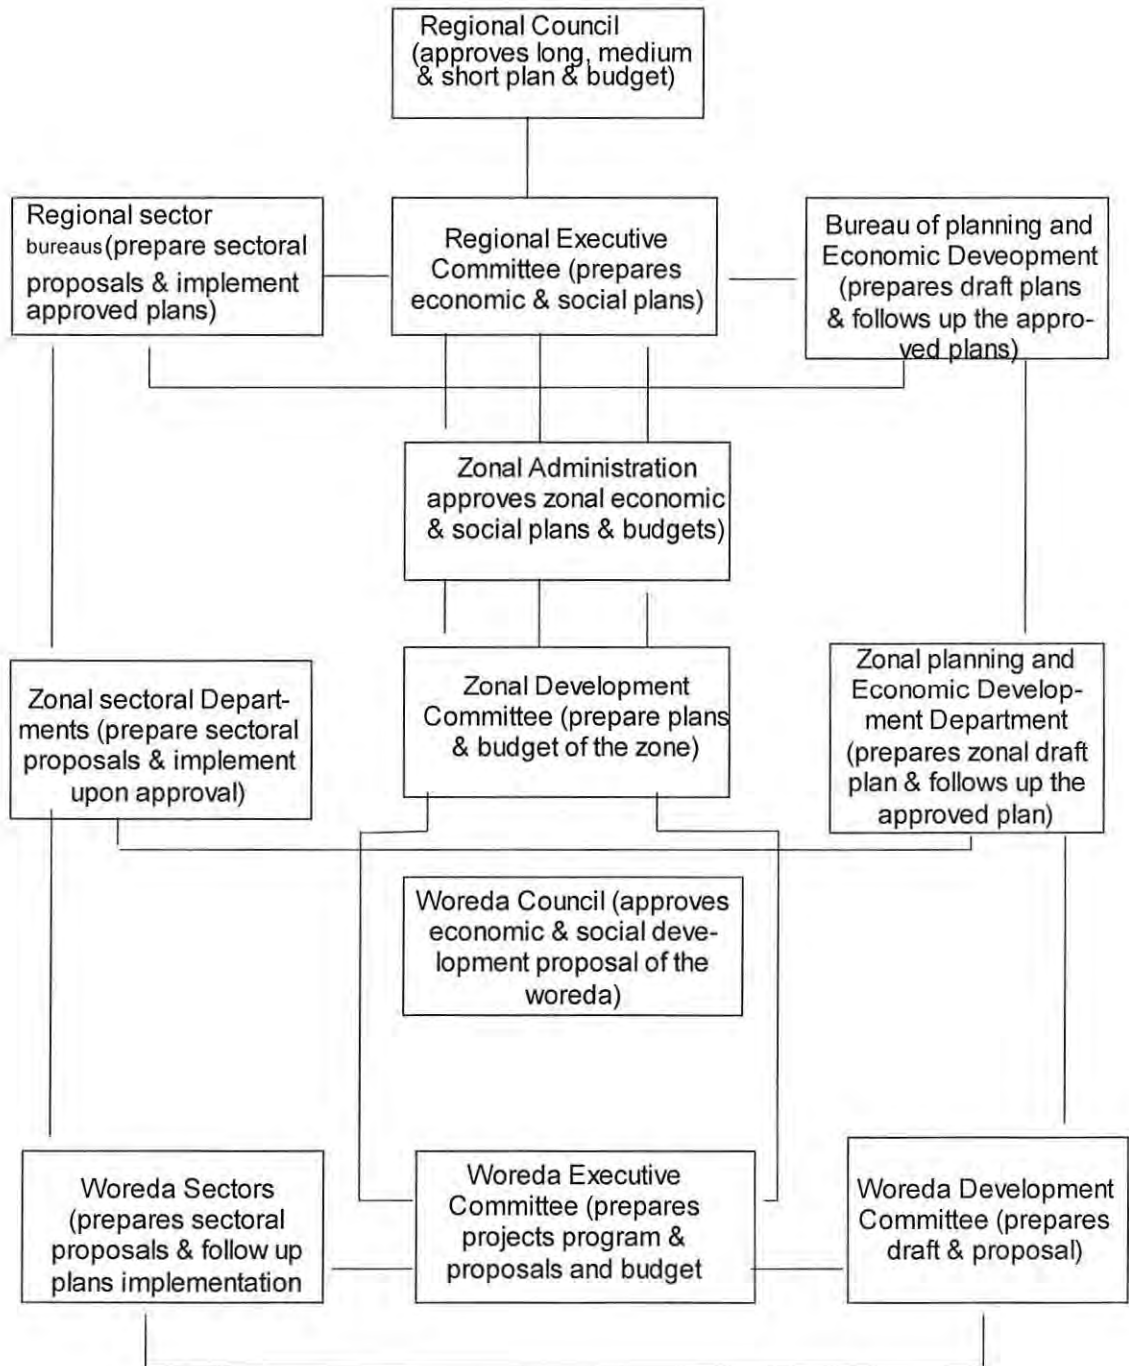 Regional Council
(approves long, medium
& short plan & budget)
Regional sector
bureaus (prepare sectoral
proposals & implement
approved plans)
Regional Executive
Committee (prepares
economic & social plans)
Bureau of planning and
Economic Deveopment
(prepares draft plans
& follows up the appro-
ved plans)
Zonal Administration
approves zonal economic
& social plans & budgets)
Zonal sectoral Depart-
ments (prepare sectoral
proposals & implement
upon approval)
Zonal Development
Committee (prepare plans
& budget of the zone)
Zonal planning and
Economic Develop-
ment Department
(prepares zonal draft
plan & follows up the
approved plan)
Woreda Council (approves
economic & social deve-
lopment proposal of the
woreda)
Woreda Sectors
(prepares sectoral
proposals & follow up
plans implementation
Woreda Executive
Committee (prepares
projects program &
proposals and budget
Woreda Development
Committee (prepares
draft & proposal)